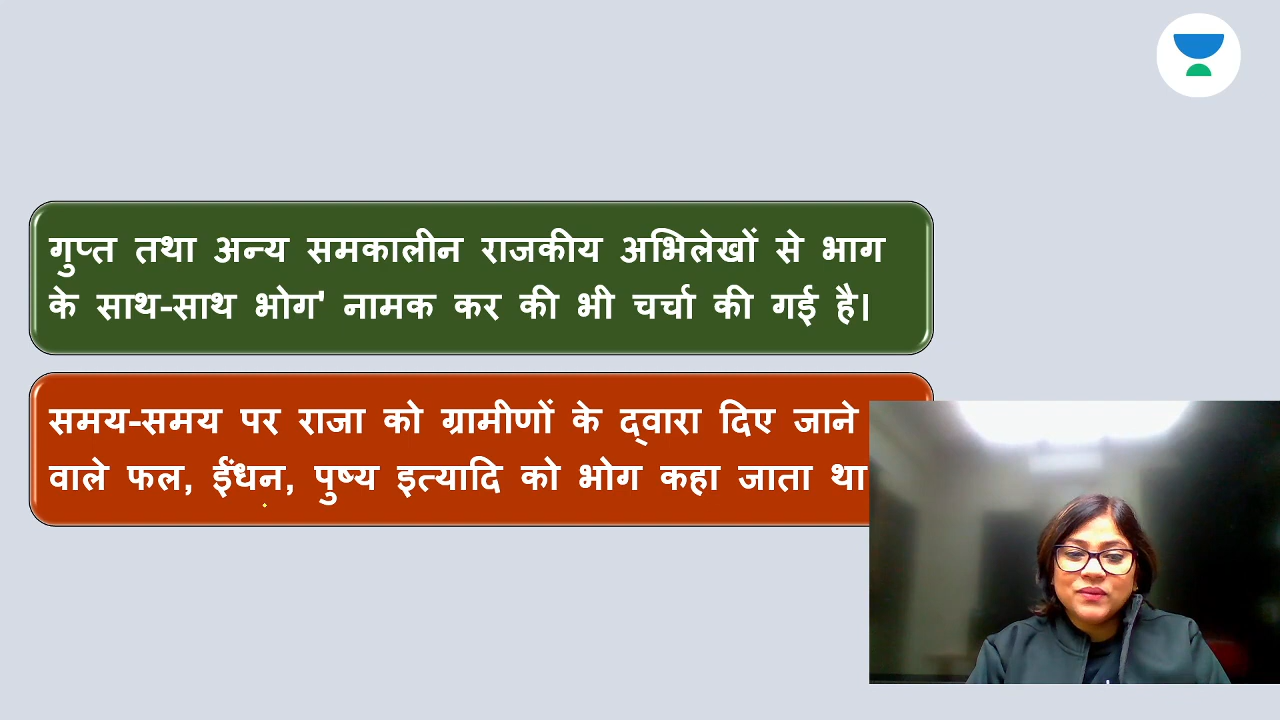 गुप्त तथा अन्य समकालीन राजकीय अभिलेखों से भाग
के साथ-साथ भोग' नामक कर की भी चर्चा की गई है।
समय-समय पर राजा को ग्रामीणों के द्वारा दिए जाने
वाले फल, ईंधन, पुष्य इत्यादि को भोग कहा जाता था